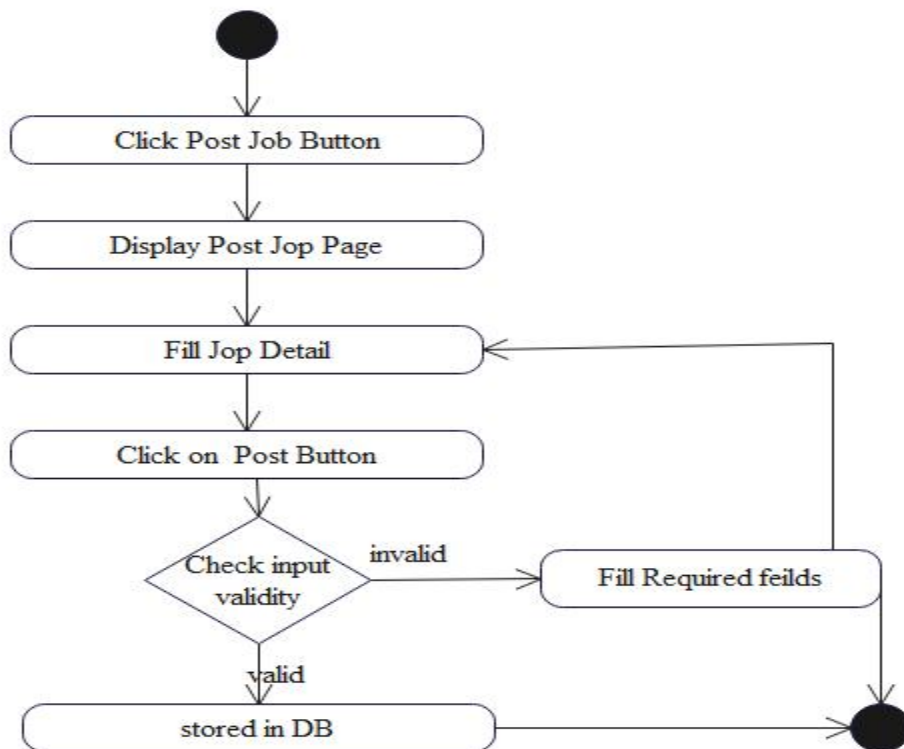 Click Post Job Button
Display Post Jop Page
Fill Jop Detail
Click on Post Button
Check input
validity
invalid
Fill Required feilds
valid
stored in DB